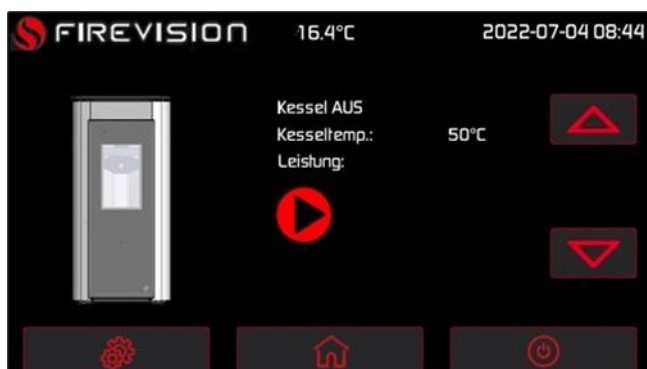 FIREVISION 16.4°C 2022-07-04 08:44
Kessel AUS
Kesseltemp.: 50°C
Leistung: